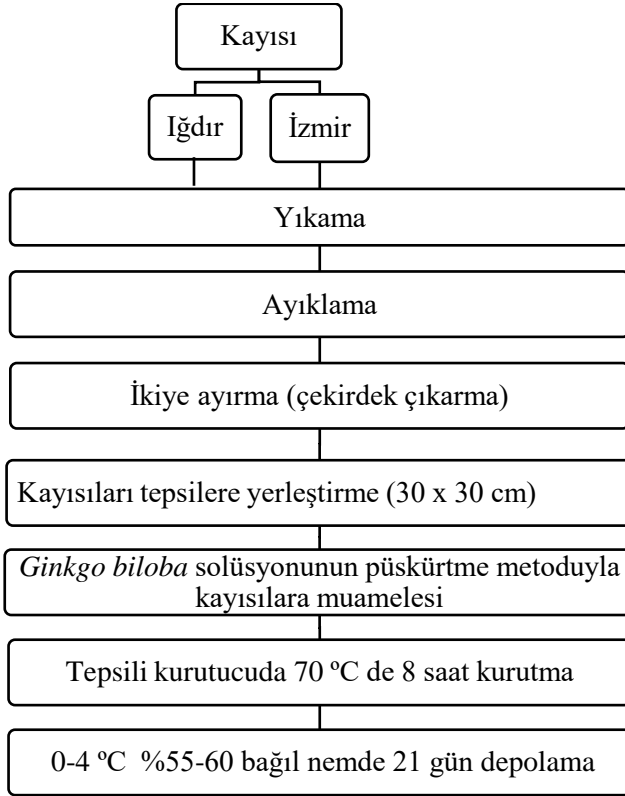 Kayısı
Iğdır
İzmir
Yıkama
Ayıklama
İkiye ayırma (çekirdek çıkarma)
Kayısıları tepsilere yerleştirme (30 x 30 cm)
Ginkgo biloba solüsyonunun püskürtme metoduyla
kayısılara muamelesi
Tepsili kurutucuda 70 ºC de 8 saat kurutma
0-4 ºC %55-60 bağıl nemde 21 gün depolama